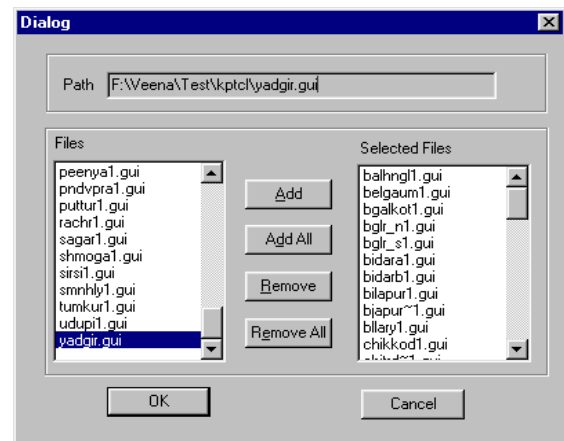 Dialog
Path F:\Veena\Test\kptcl\yadgir.gui
Files
peenya1.gui
pndvpra1.gui
puttur1.gui
rachr1.gui
sagar1.gui
shmoga1.gui
sirsi1.gui
smnhly1.gui
tumkur1.gui
udupi1.gui
yadgir.gui
Add
Add All
Remove
Remove All
Selected Files
balhngl1.gui
belgaum1.gui
bgalkot1.gui
bglr_n1.gui
bglr_s1.gui
bidara1.gui
bidarb1.gui
bilapur1.gui
bjapur~1.gui
bllary1.gui
chikkod1.gui
OK
Cancel